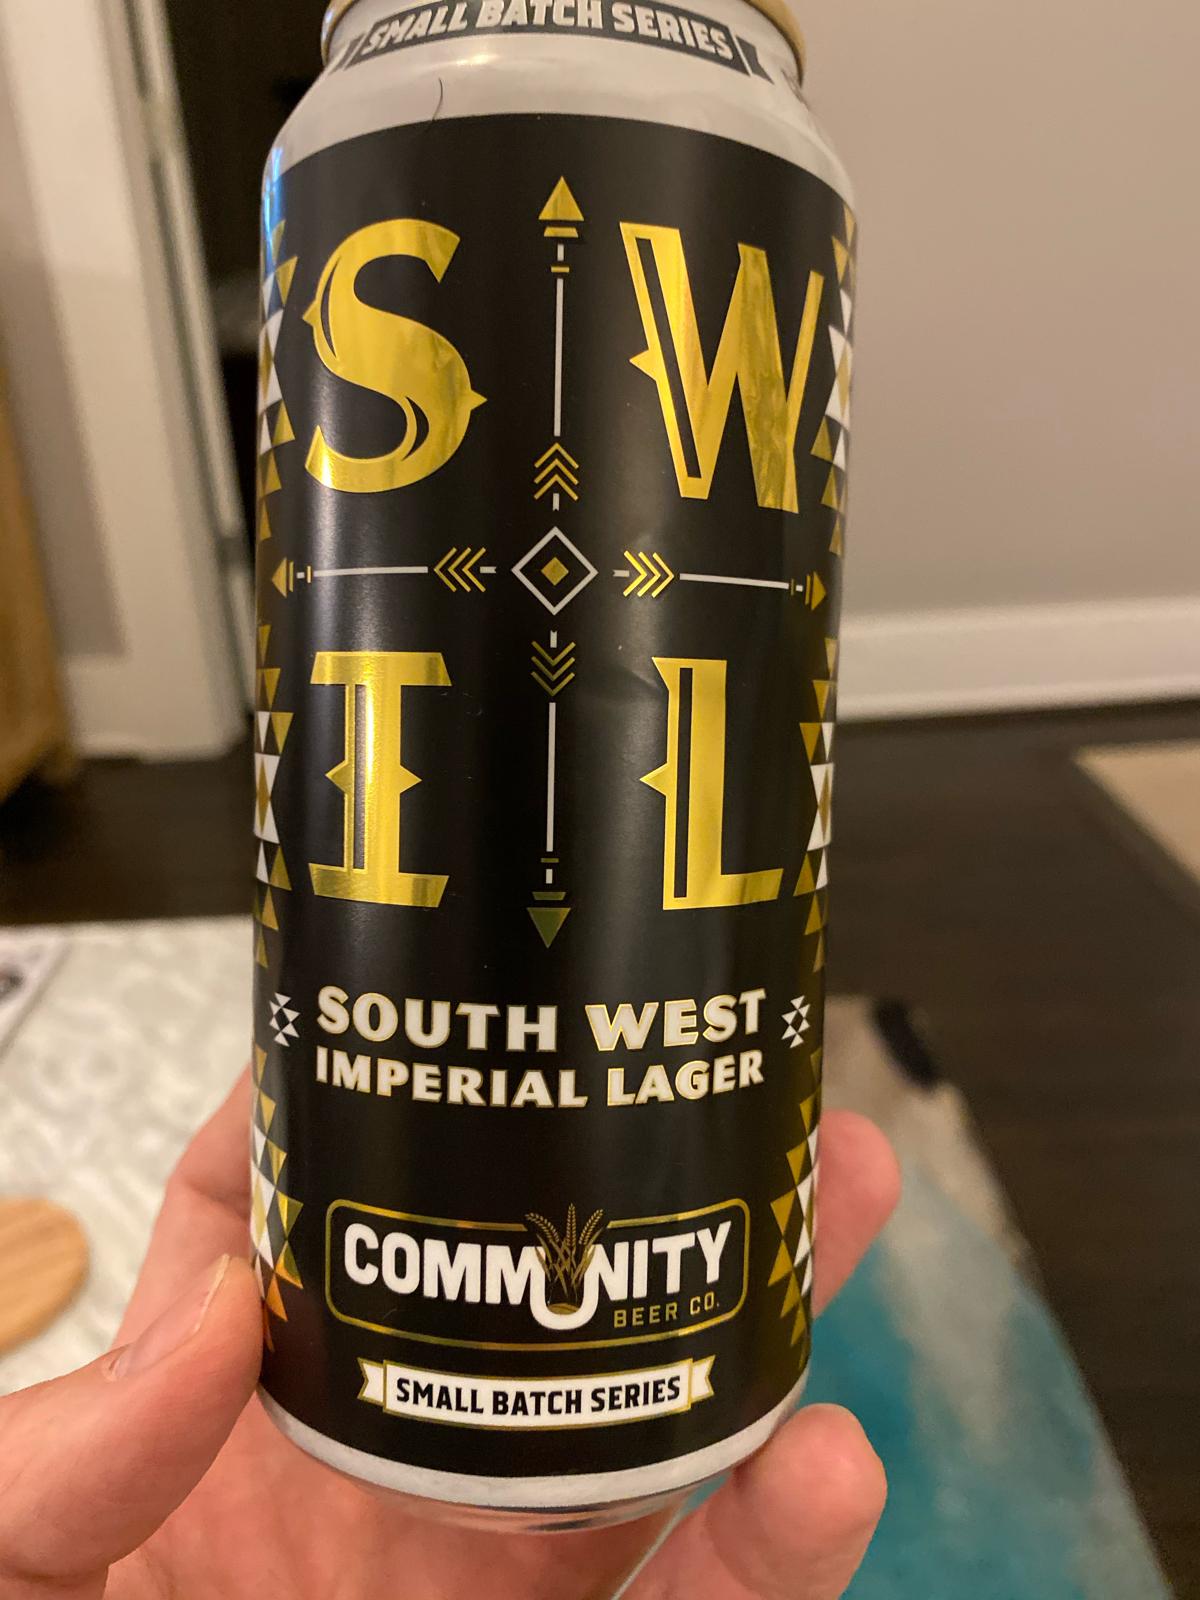 SMALL BATCH SERIES
S W
I L
SOUTH WEST
IMPERIAL LAGER
COMMUNITY
BEER CO.
SMALL BATCH SERIES